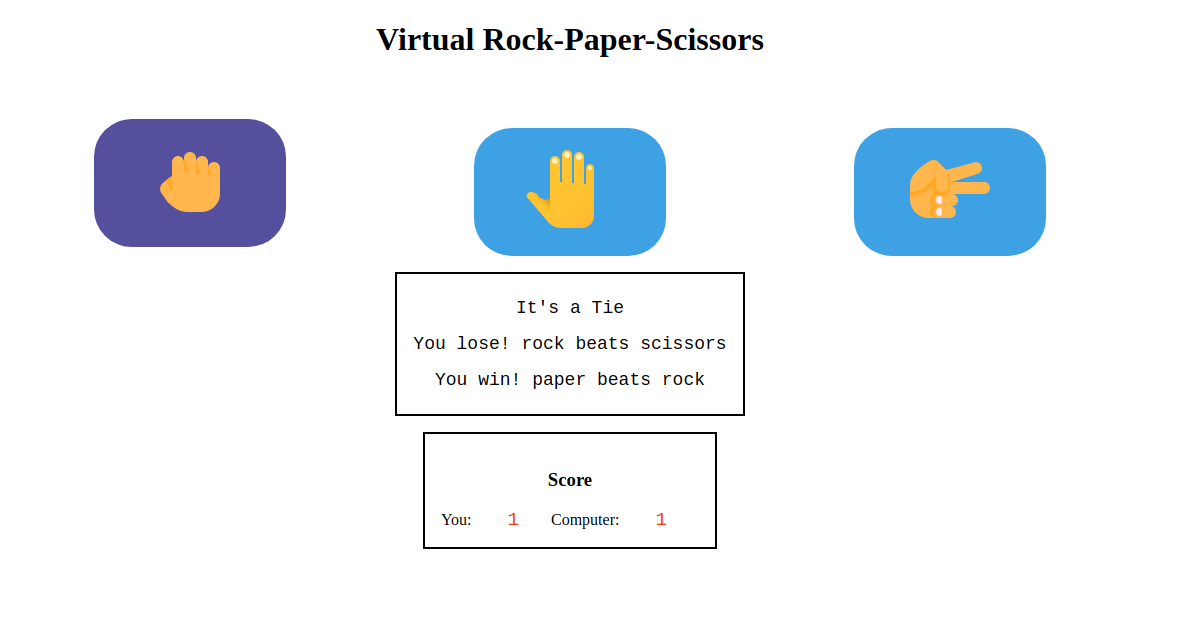 Virtual Rock-Paper-Scissors
It's a Tie
You lose! rock beats scissors
You win! paper beats rock
Score
You: 1 Computer: 1